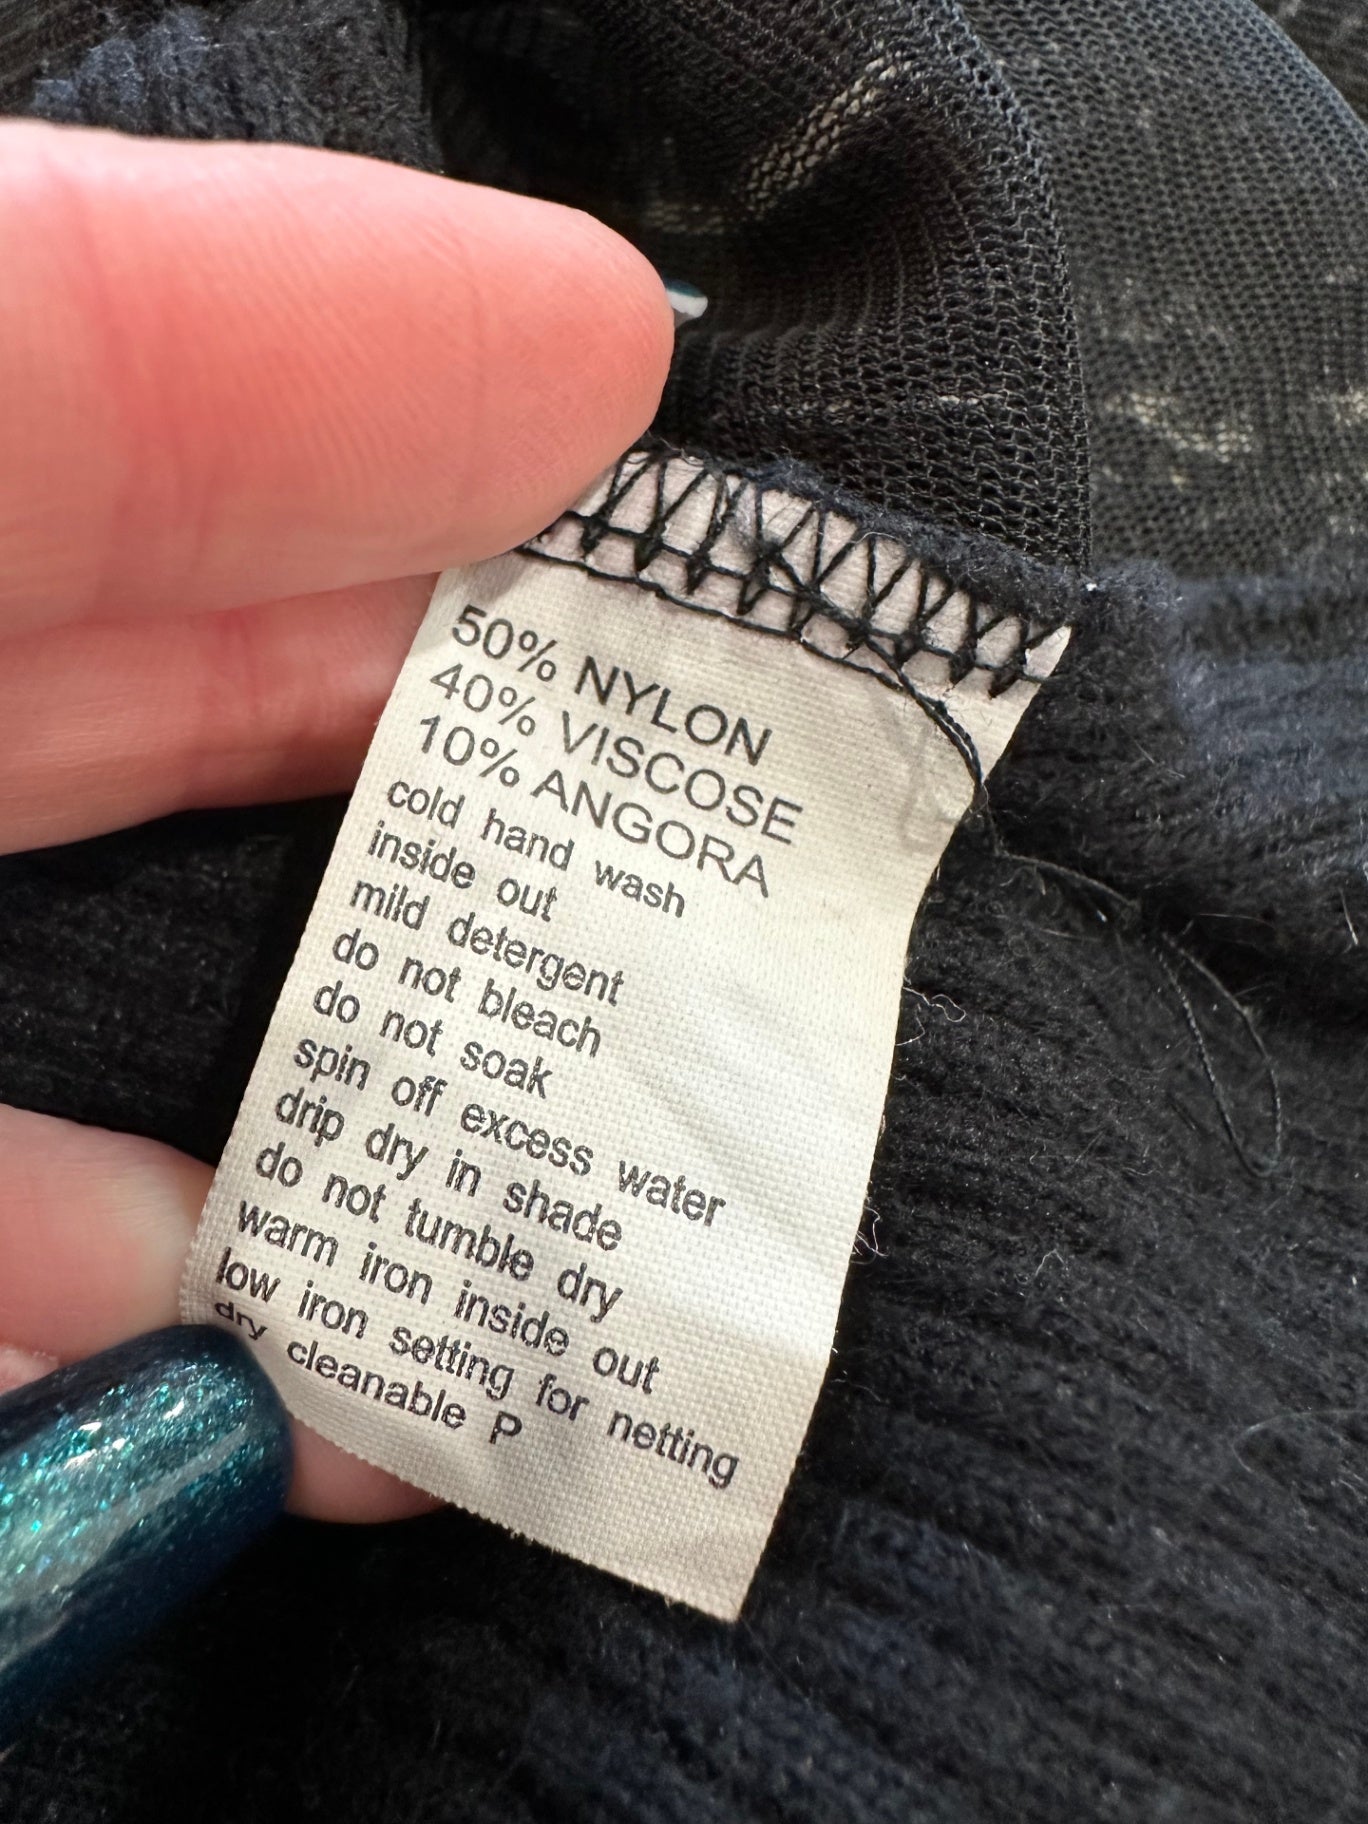 50% NYLON
40% VISCOSE
10% ANGORA
cold hand wash
inside out
mild detergent
do not bleach
do not soak
spin off excess water
drip dry in shade
do not tumble dry
warm iron inside out
low iron setting for netting
dry cleanable P